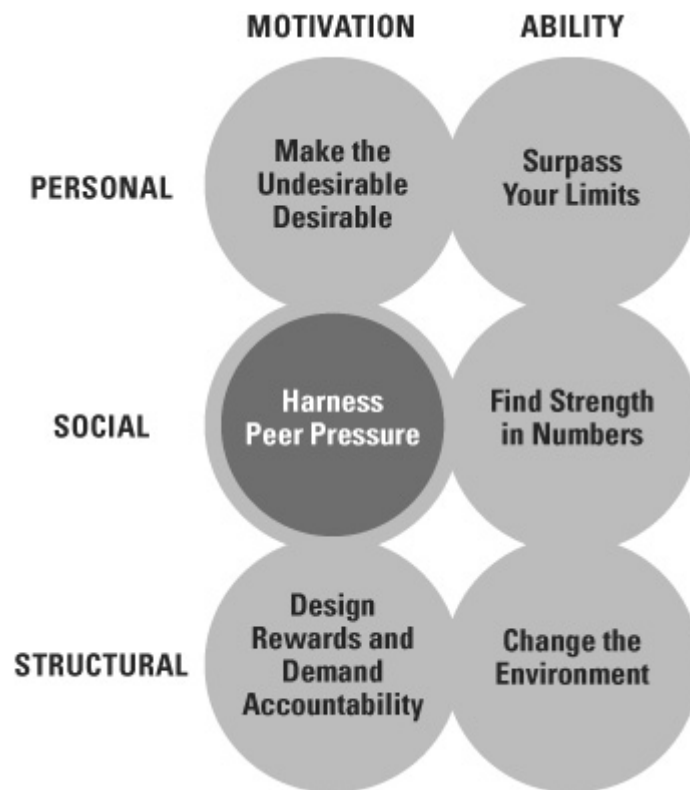 MOTIVATION
ABILITY
PERSONAL
Make the
Undesirable
Desirable
Surpass
Your Limits
SOCIAL
Harness
Peer Pressure
Find Strength
in Numbers
STRUCTURAL
Design
Rewards and
Demand
Accountability
Change the
Environment